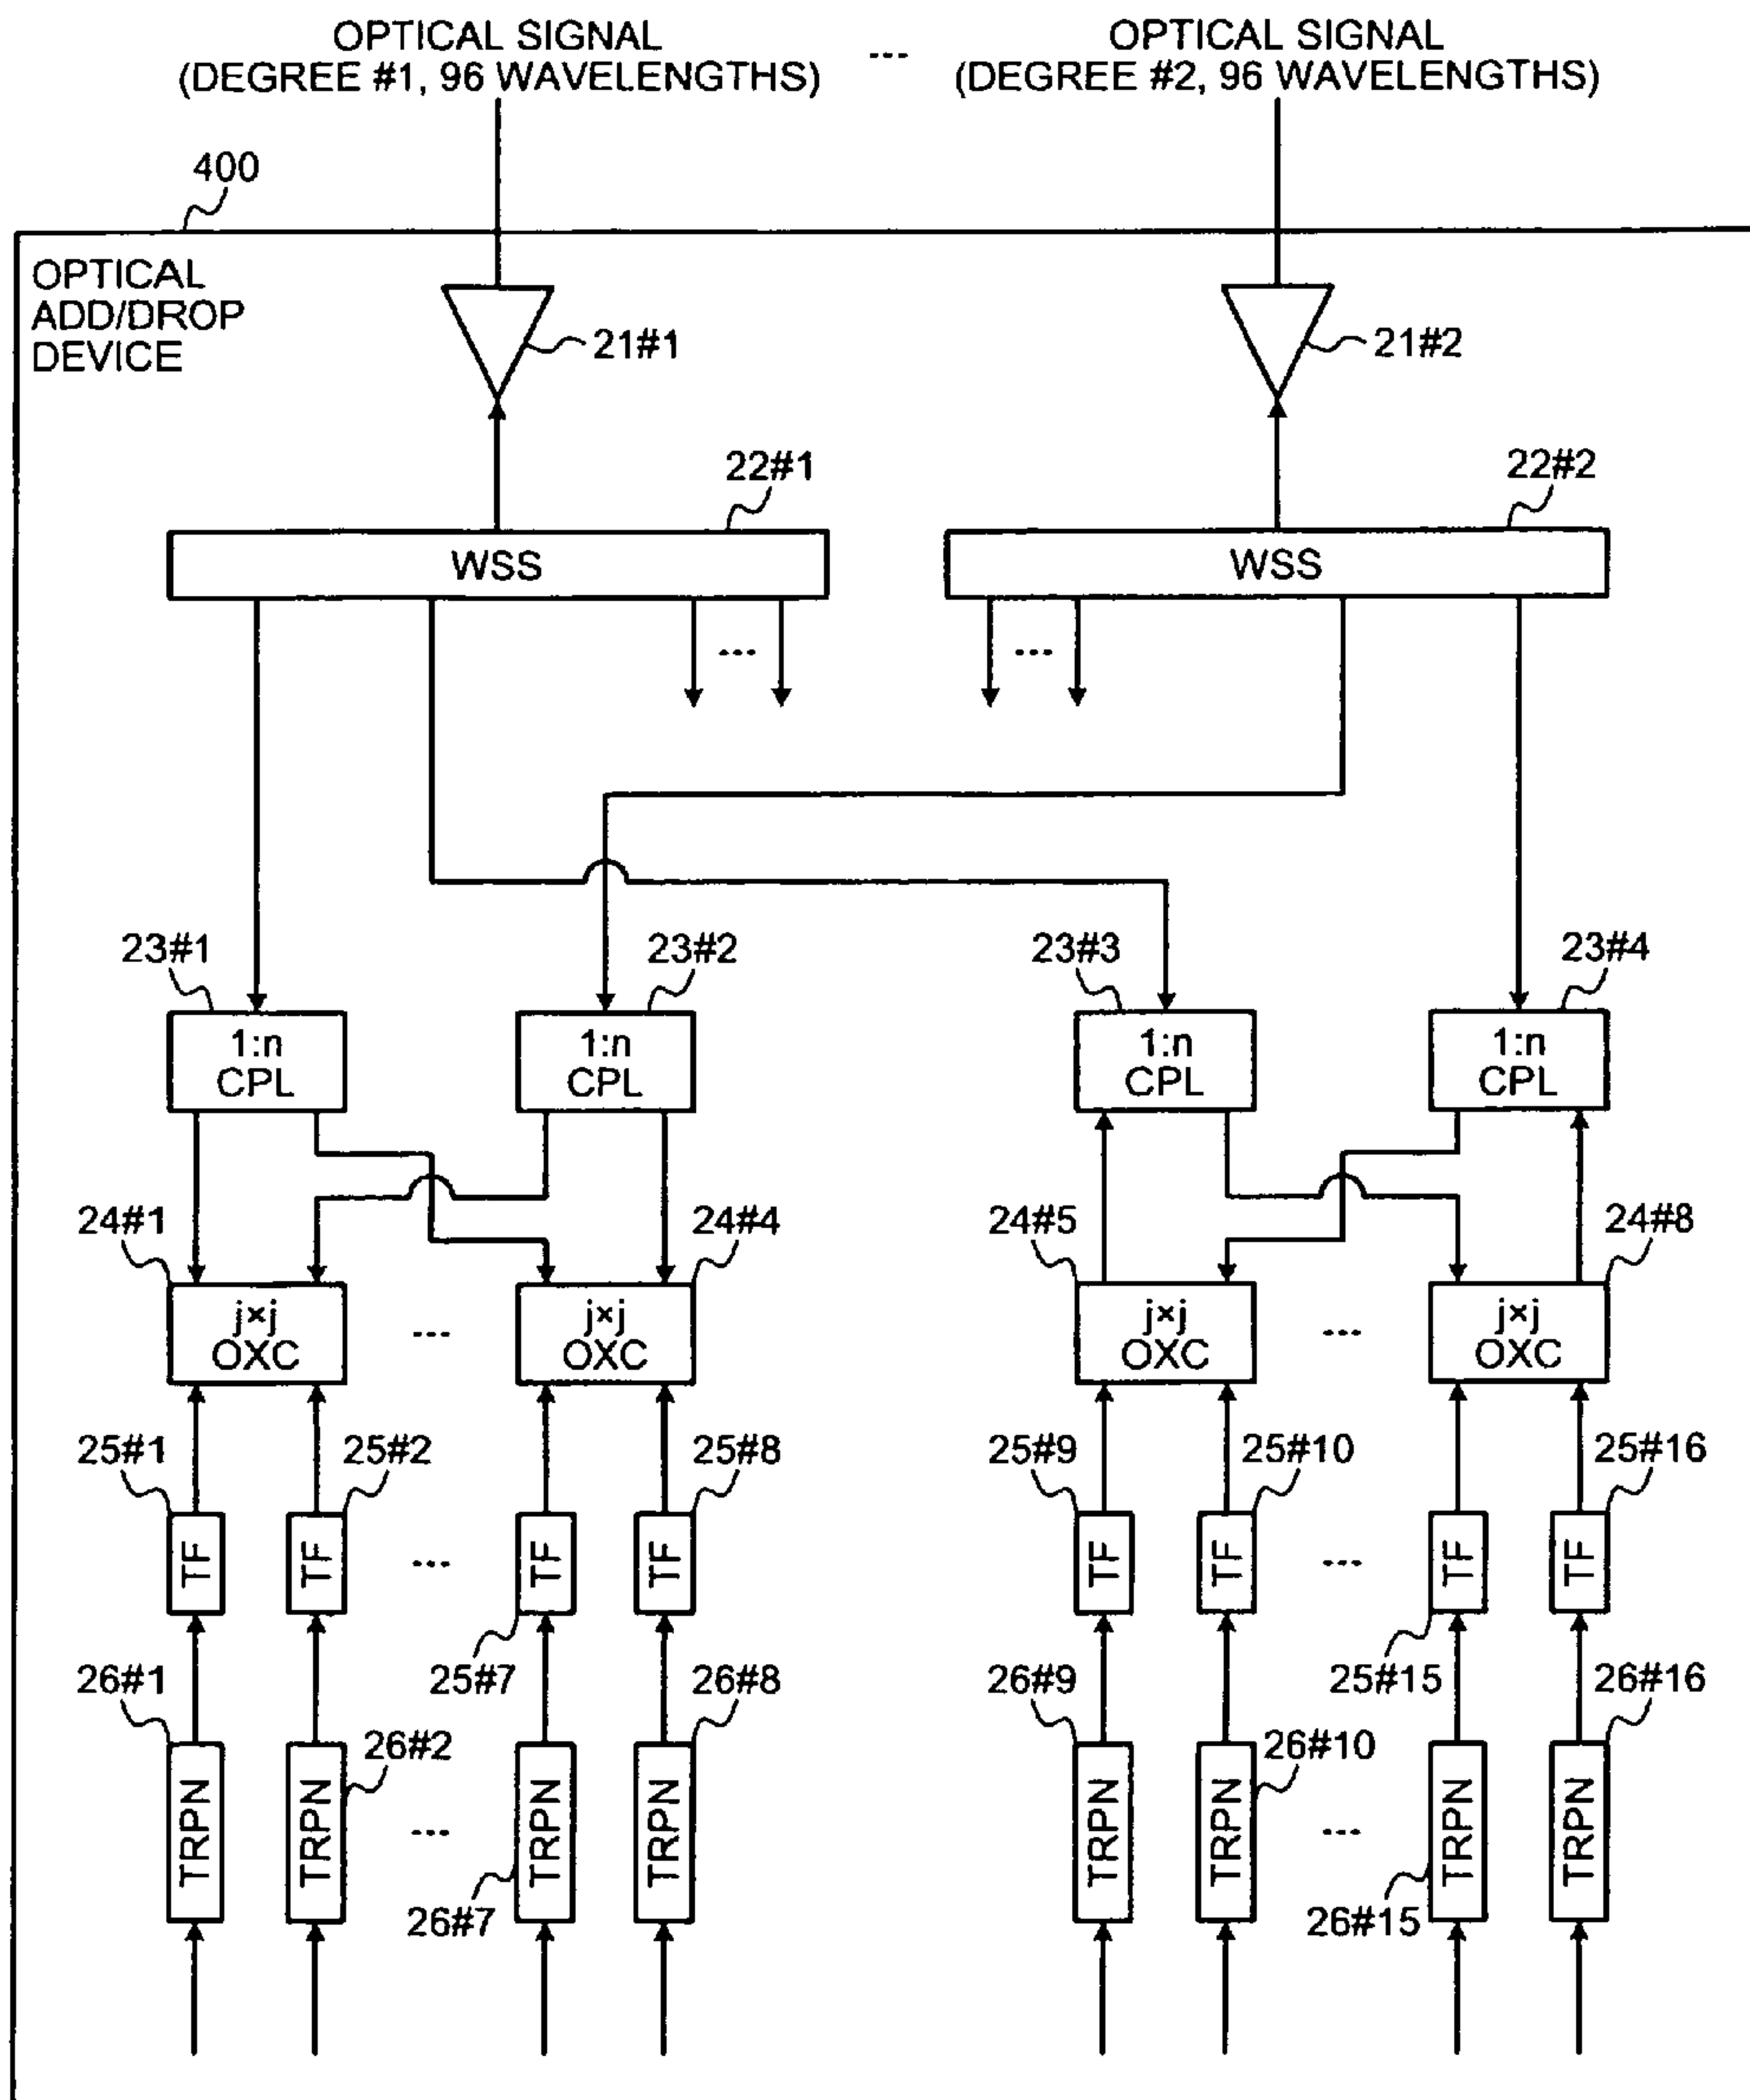 OPTICAL SIGNAL
(DEGREE #1, 96 WAVELENGTHS)
...
OPTICAL SIGNAL
(DEGREE #2, 96 WAVELENGTHS)
400
OPTICAL
ADD/DROP
DEVICE
21#1
21#2
22#1
22#2
WSS
WSS
...
...
23#1
23#2
23#3
23#4
1:n
CPL
1:n
CPL
1:n
CPL
1:n
CPL
24#1
24#4
24#5
24#8
j×j
OXC
...
j×j
OXC
j×j
OXC
...
j×j
OXC
25#1
25#2
25#8
25#9
25#10
25#16
TF
TF
...
TF
TF
TF
TF
...
TF
TF
25#7
25#15
26#1
26#8
26#9
26#16
26#2
26#10
TRPN
TRPN
...
TRPN
TRPN
TRPN
TRPN
...
TRPN
TRPN
26#7
26#15